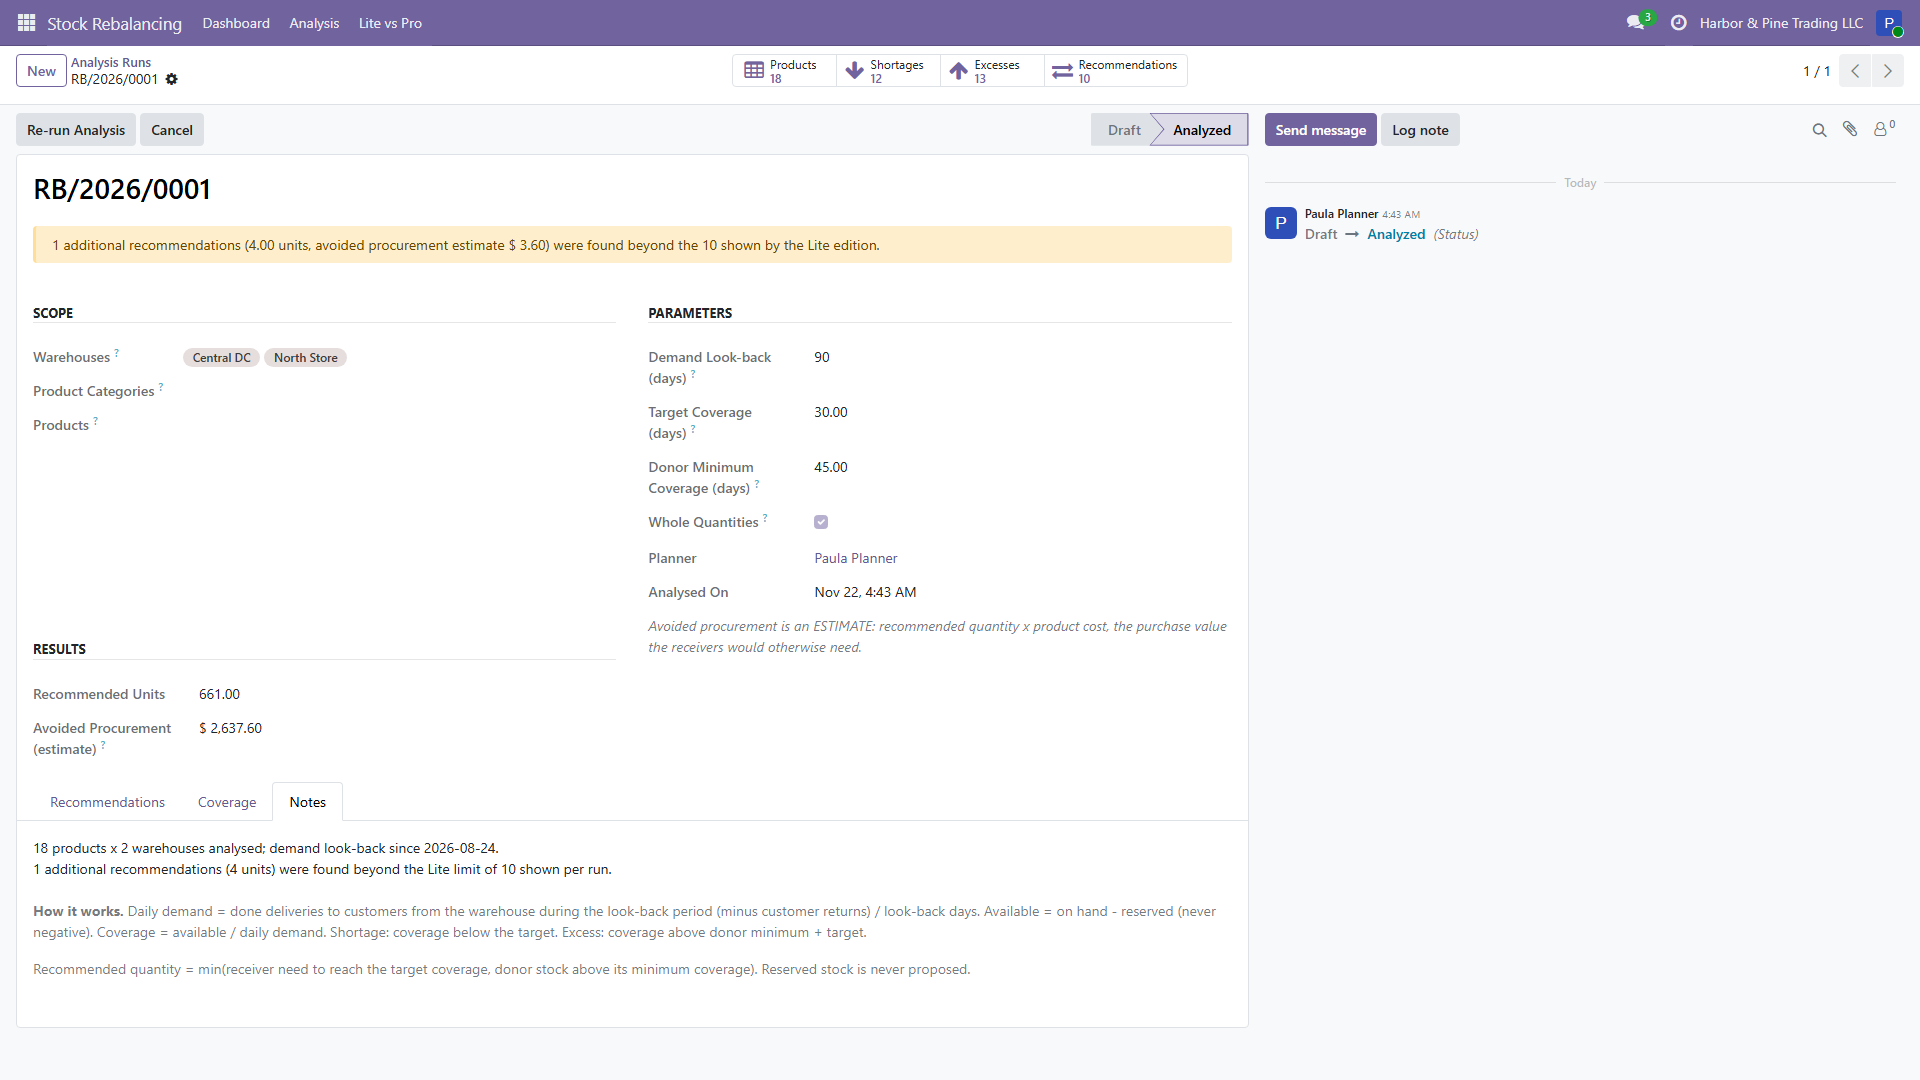 Stock Rebalancing Dashboard Analysis Lite vs Pro 3 Harbor & Pine Trading LLC P
New Analysis Runs
RB/2026/0001
Products 18
Shortages 12
Excesses 13
Recommendations 10
1 / 1
Re-run Analysis Cancel Draft Analyzed Send message Log note 0
RB/2026/0001
1 additional recommendations (4.00 units, avoided procurement estimate $ 3.60) were found beyond the 10 shown by the Lite edition.
Today
P Paula Planner 4:43 AM
Draft → Analyzed (Status)
SCOPE
Warehouses ? Central DC North Store
Product Categories ?
Products ?
PARAMETERS
Demand Look-back (days) ? 90
Target Coverage (days) ? 30.00
Donor Minimum Coverage (days) ? 45.00
Whole Quantities ?
Planner Paula Planner
Analysed On Nov 22, 4:43 AM
Avoided procurement is an ESTIMATE: recommended quantity x product cost, the purchase value
the receivers would otherwise need.
RESULTS
Recommended Units 661.00
Avoided Procurement (estimate) ? $ 2,637.60
Recommendations Coverage Notes
18 products x 2 warehouses analysed; demand look-back since 2026-08-24.
1 additional recommendations (4 units) were found beyond the Lite limit of 10 shown per run.
How it works. Daily demand = done deliveries to customers from the warehouse during the look-back period (minus customer returns) / look-back days. Available = on hand - reserved (never
negative). Coverage = available / daily demand. Shortage: coverage below the target. Excess: coverage above donor minimum + target.
Recommended quantity = min(receiver need to reach the target coverage, donor stock above its minimum coverage). Reserved stock is never proposed.